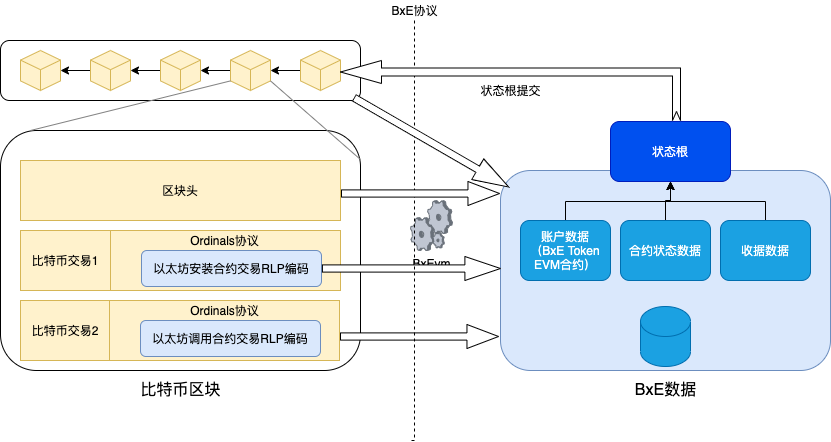 BxE协议
状态根提交
状态根
区块头
Ordinals协议
比特币交易1
以太坊安装合约交易RLP编码
Ordinals协议
比特币交易2
以太坊调用合约交易RLP编码
比特币区块
BxEvm
账户数据
（BxE Token
EVM合约）
合约状态数据
收据数据
BxE数据